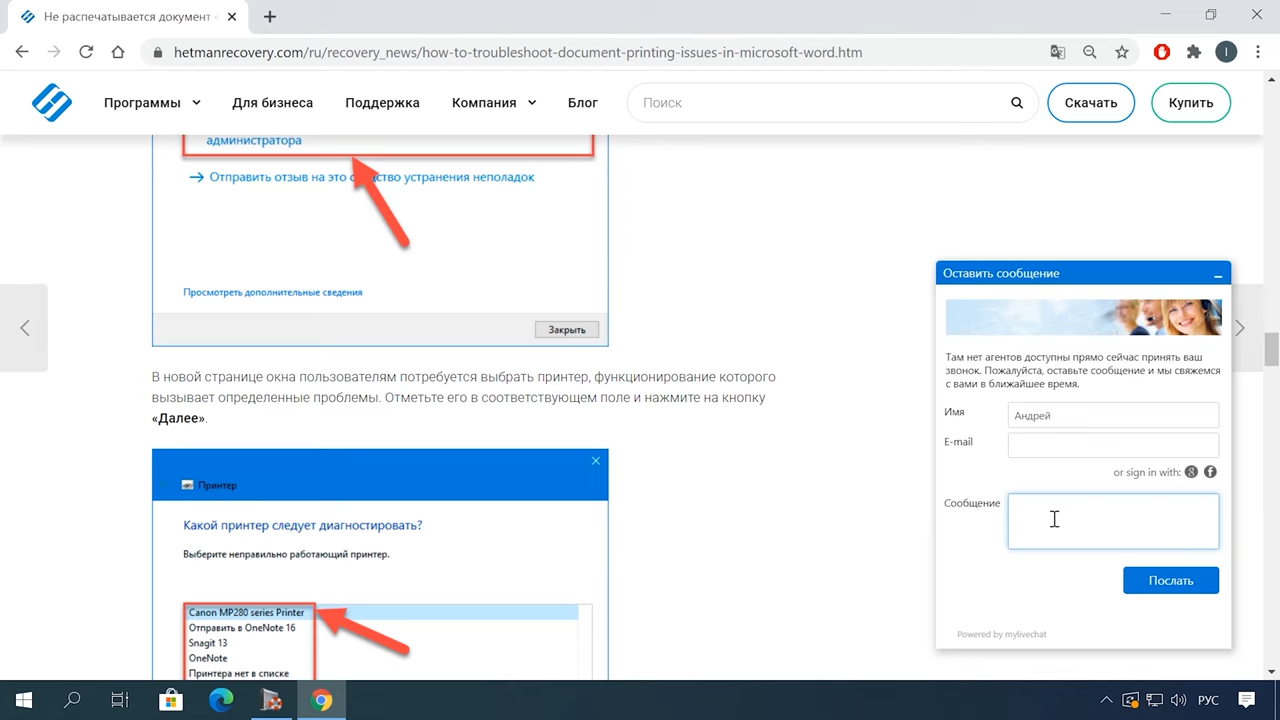 Не распечатывается документ
hetmanrecovery.com/ru/recovery_news/how-to-troubleshoot-document-printing-issues-in-microsoft-word.htm
I
Программы
Для бизнеса
Поддержка
Компания
Блог
Поиск
Скачать
Купить
администратора
Отправить отзыв на это средство устранения неполадок
Просмотреть дополнительные сведения
Закрыть
В новой странице окна пользователям потребуется выбрать принтер, функционирование которого
вызывает определенные проблемы. Отметьте его в соответствующем поле и нажмите на кнопку
«Далее».
Принтер
Какой принтер следует диагностировать?
Выберите неправильно работающий принтер.
Canon MP280 series Printer
Отправить в OneNote 16
Snagit 13
OneNote
Принтера нет в списке
Оставить сообщение
Там нет агентов доступны прямо сейчас принять ваш
звонок. Пожалуйста, оставьте сообщение и мы свяжемся
с вами в ближайшее время.
Имя
Андрей
E-mail
or sign in with:
Сообщение
Послать
Powered by mylivechat
РУС